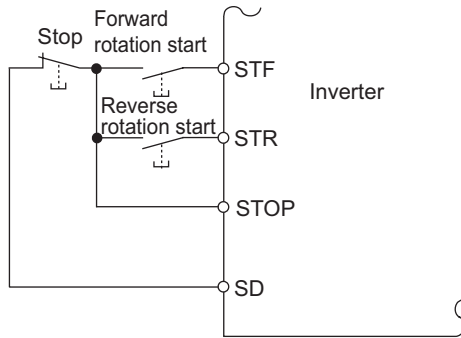 Forward
rotation start
Stop
STF
Inverter
Reverse
rotation start
STR
STOP
SD